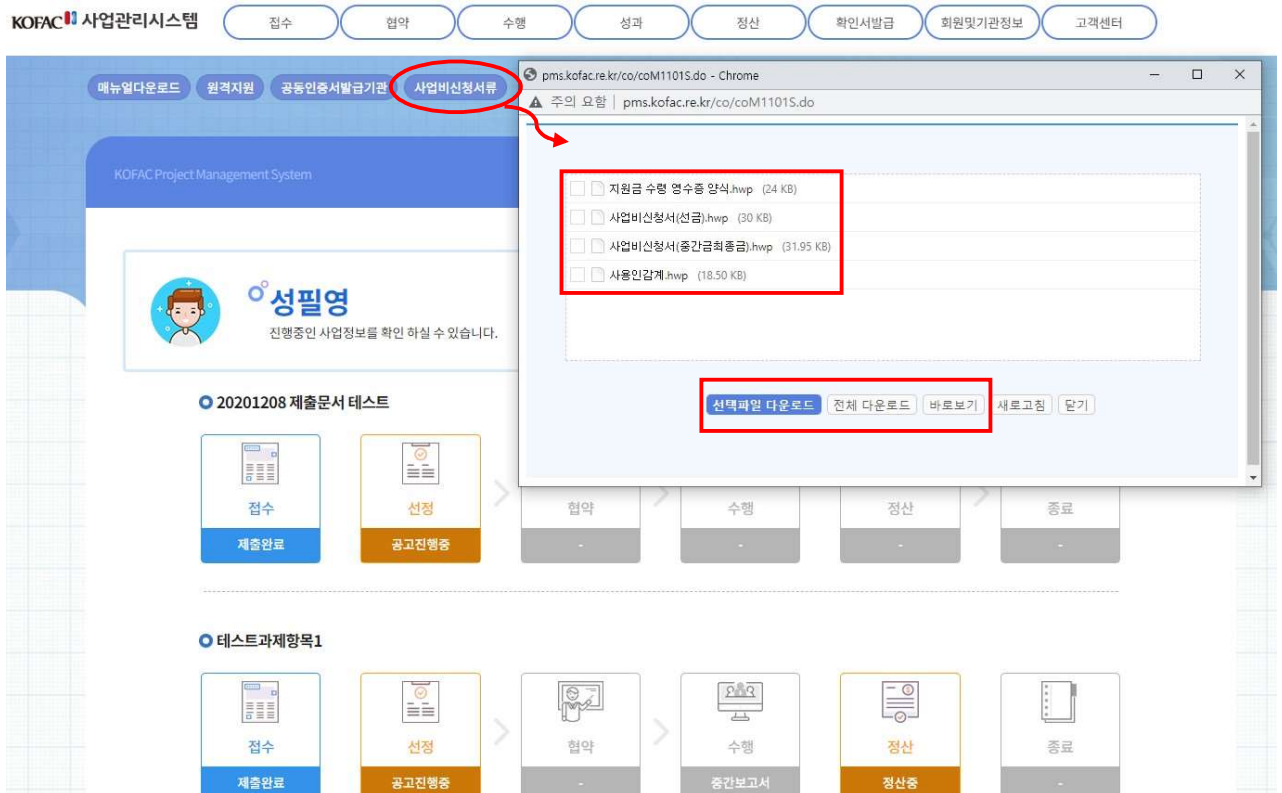 KOFAC 사업관리시스템
접수
협약
수행
성과
정산
확인서발급
회원및기관정보
고객센터
매뉴얼다운로드
원격지원
공동인증서발급기관
사업비신청서류
pms.kofac.re.kr/co/coM1101S.do - Chrome
주의 요함 | pms.kofac.re.kr/co/coM1101S.do
지원금 수령 영수증 양식.hwp (24 KB)
사업비신청서(선금).hwp (30 KB)
사업비신청서(중간금최종금).hwp (31.95 KB)
사용인감계.hwp (18.50 KB)
선택파일 다운로드
전체 다운로드
바로보기
새로고침
닫기
KOFAC Project Management System
성필영
진행중인 사업정보를 확인 하실 수 있습니다.
20201208 제출문서 테스트
접수
선정
협약
수행
정산
종료
제출완료
공고진행중
-
-
-
-
테스트과제항목1
접수
선정
협약
수행
정산
종료
제출완료
공고진행중
-
중간보고서
정산중
-